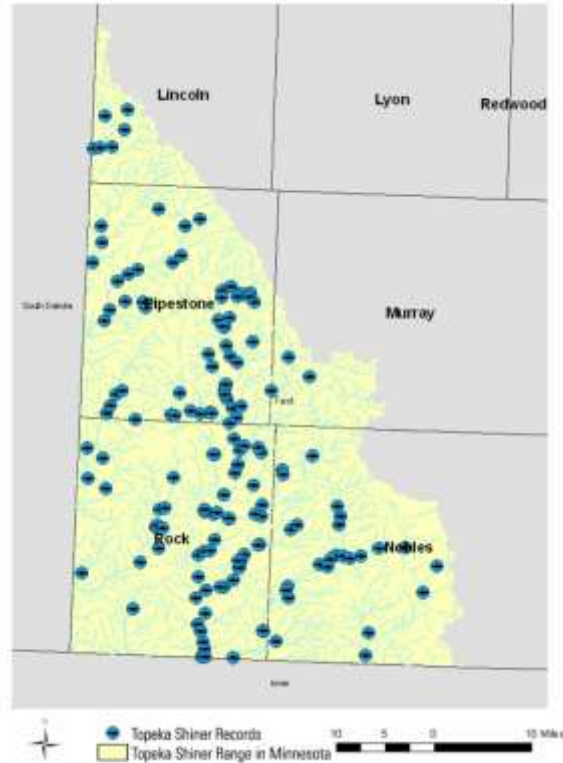 Lincoln
Lyon
Redwood
South Dakota
Pipestone
Murray
Rock
Nobles
Iowa
Topeka Shiner Records
Topeka Shiner Range in Minnesota
10 5 0 10 Miles